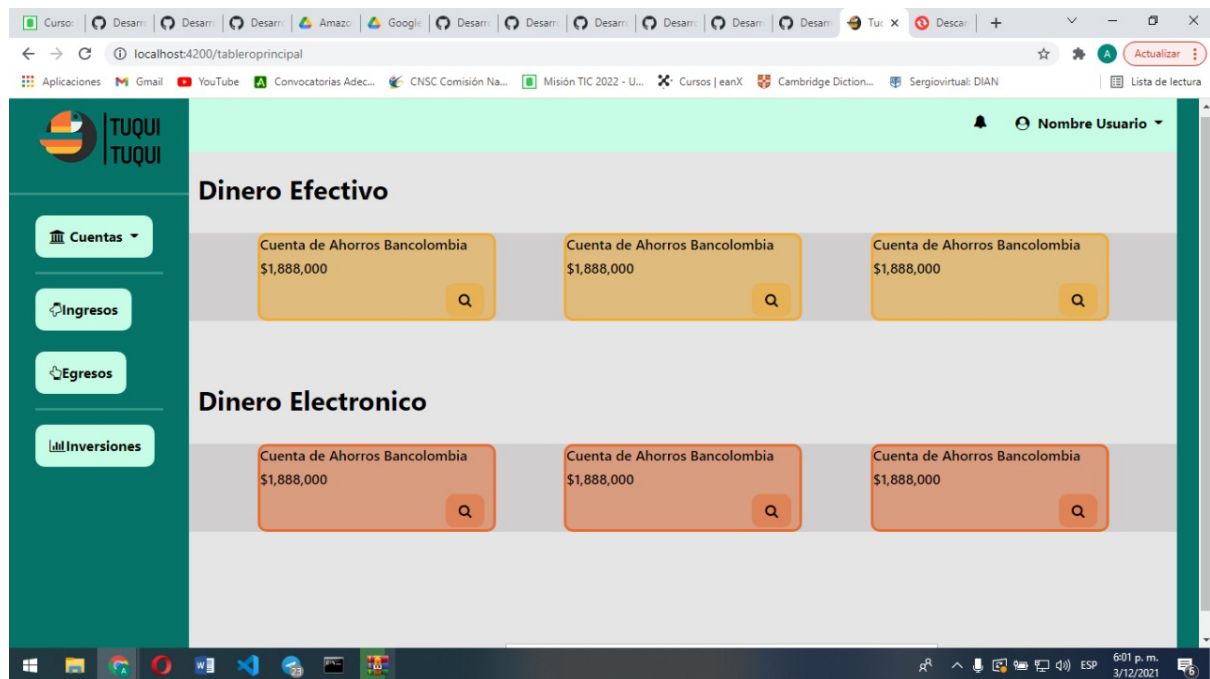 Curso:
Desarr
Desarr
Desarr
Amazo
Google
Desarr
Desarr
Desarr
Desarr
Desarr
Desarr
Tuc
Descar
localhost:4200/tableroprincipal
A
Actualizar
Aplicaciones
Gmail
YouTube
Convocatorias Adec...
CNSC Comisión Na...
Misión TIC 2022 - U...
Cursos | eanX
Cambridge Diction...
Sergiovirtual: DIAN
Lista de lectura
TUQUI
TUQUI
Nombre Usuario
Cuentas
Ingresos
Egresos
Inversiones
Dinero Efectivo
Cuenta de Ahorros Bancolombia
$1,888,000
Cuenta de Ahorros Bancolombia
$1,888,000
Cuenta de Ahorros Bancolombia
$1,888,000
Dinero Electronico
Cuenta de Ahorros Bancolombia
$1,888,000
Cuenta de Ahorros Bancolombia
$1,888,000
Cuenta de Ahorros Bancolombia
$1,888,000
23
ESP
6:01 p. m.
3/12/2021
6